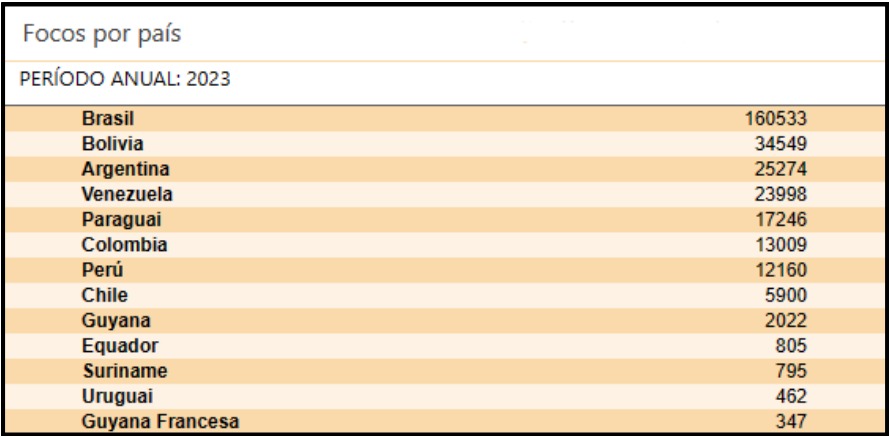 Focos por país
PERÍODO ANUAL: 2023
Brasil 160533
Bolivia 34549
Argentina 25274
Venezuela 23998
Paraguai 17246
Colombia 13009
Perú 12160
Chile 5900
Guyana 2022
Equador 805
Suriname 795
Uruguai 462
Guyana Francesa 347